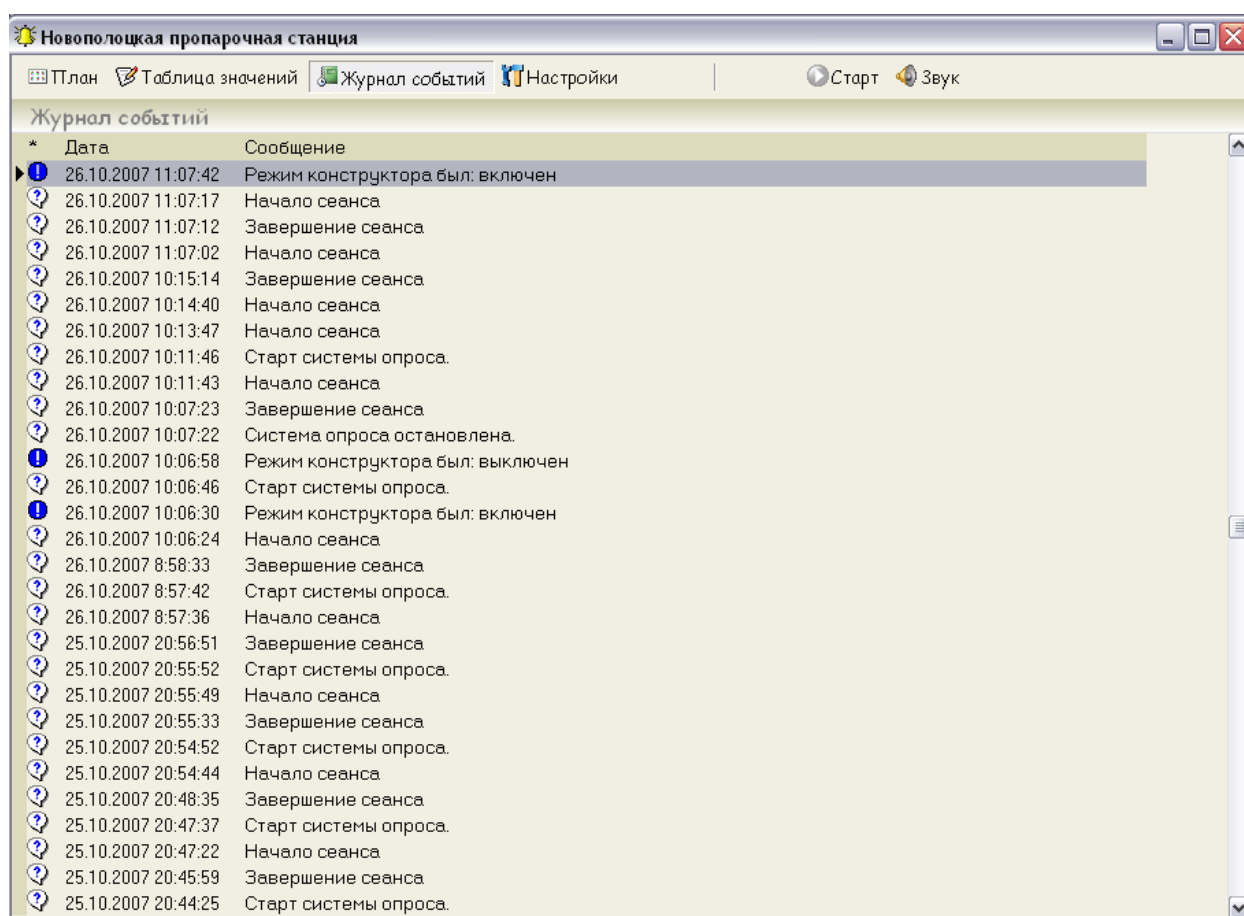 Новополоцкая пропарочная станция
План Таблица значений Журнал событий Настройки Старт Звук
Журнал событий
* Дата Сообщение
26.10.2007 11:07:42 Режим конструктора был: включен
26.10.2007 11:07:17 Начало сеанса
26.10.2007 11:07:12 Завершение сеанса
26.10.2007 11:07:02 Начало сеанса
26.10.2007 10:15:14 Завершение сеанса
26.10.2007 10:14:40 Начало сеанса
26.10.2007 10:13:47 Начало сеанса
26.10.2007 10:11:46 Старт системы опроса.
26.10.2007 10:11:43 Начало сеанса
26.10.2007 10:07:23 Завершение сеанса
26.10.2007 10:07:22 Система опроса остановлена.
26.10.2007 10:06:58 Режим конструктора был: выключен
26.10.2007 10:06:46 Старт системы опроса.
26.10.2007 10:06:30 Режим конструктора был: включен
26.10.2007 10:06:24 Начало сеанса
26.10.2007 8:58:33 Завершение сеанса
26.10.2007 8:57:42 Старт системы опроса.
26.10.2007 8:57:36 Начало сеанса
25.10.2007 20:56:51 Завершение сеанса
25.10.2007 20:55:52 Старт системы опроса.
25.10.2007 20:55:49 Начало сеанса
25.10.2007 20:55:33 Завершение сеанса
25.10.2007 20:54:52 Старт системы опроса.
25.10.2007 20:54:44 Начало сеанса
25.10.2007 20:48:35 Завершение сеанса
25.10.2007 20:47:37 Старт системы опроса.
25.10.2007 20:47:22 Начало сеанса
25.10.2007 20:45:59 Завершение сеанса
25.10.2007 20:44:25 Старт системы опроса.